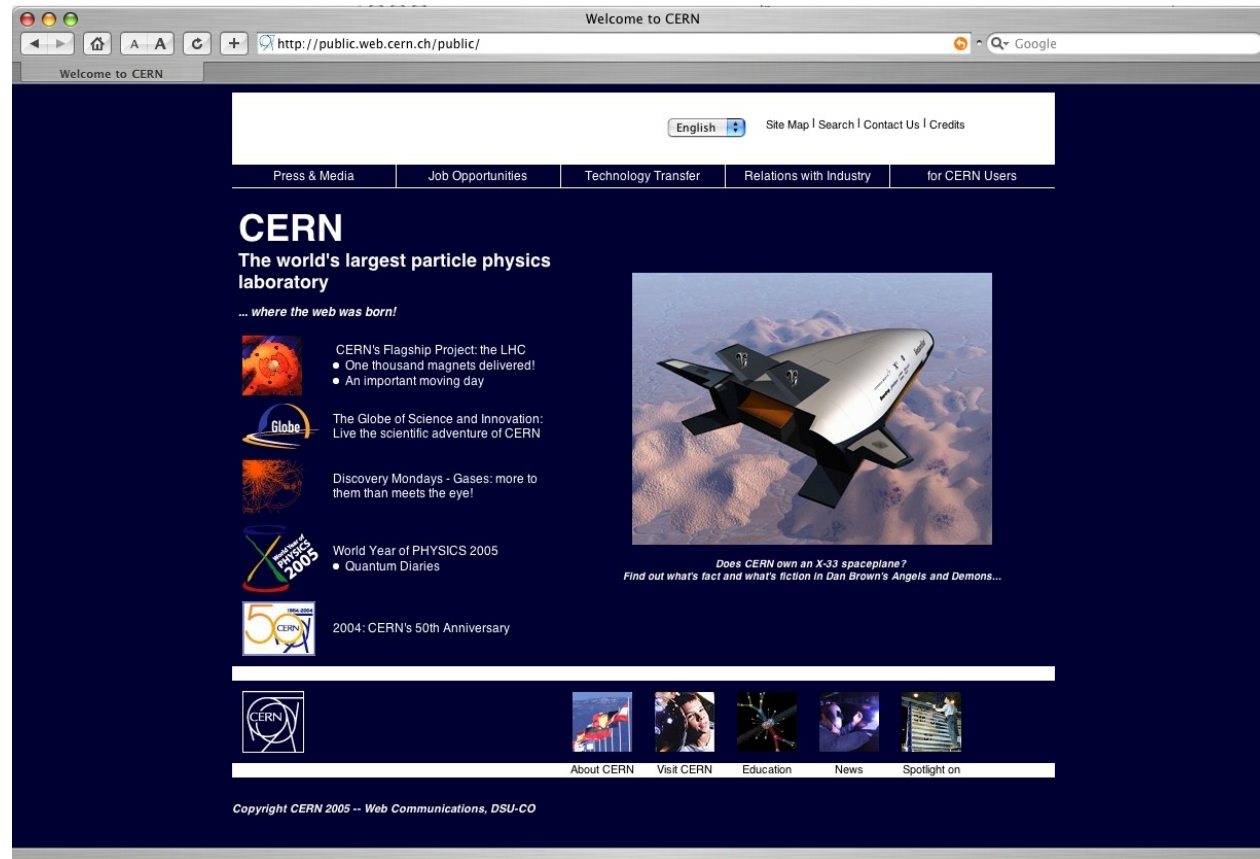 Welcome to CERN
A A
http://public.web.cern.ch/public/
Google
Welcome to CERN
English
Site Map | Search | Contact Us | Credits
Press & Media
Job Opportunities
Technology Transfer
Relations with Industry
for CERN Users
CERN
The world's largest particle physics
laboratory
... where the web was born!
CERN's Flagship Project: the LHC
• One thousand magnets delivered!
• An important moving day
Globe
The Globe of Science and Innovation:
Live the scientific adventure of CERN
Discovery Mondays - Gases: more to
them than meets the eye!
World Year of
PHYSICS
2005
World Year of PHYSICS 2005
• Quantum Diaries
1954-2004
50
CERN
2004: CERN's 50th Anniversary
Does CERN own an X-33 spaceplane?
Find out what's fact and what's fiction in Dan Brown's Angels and Demons...
CERN
About CERN
Visit CERN
Education
News
Spotlight on
Copyright CERN 2005 -- Web Communications, DSU-CO